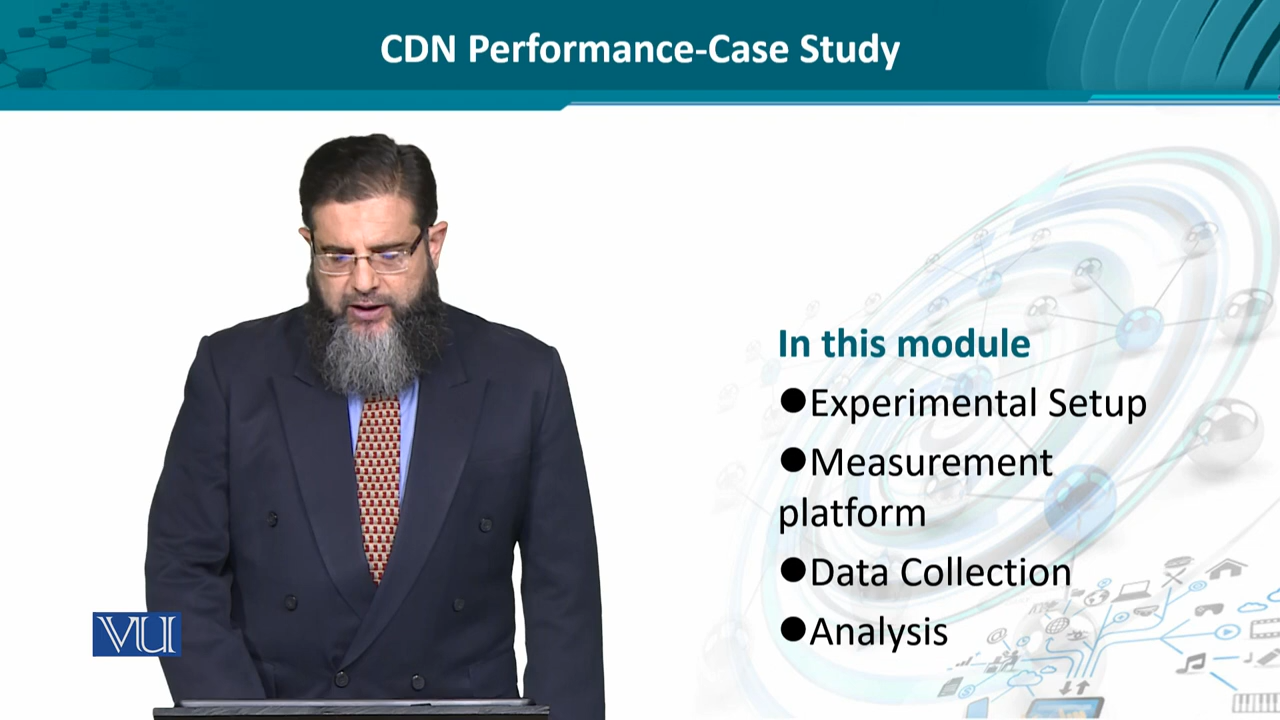 CDN Performance-Case Study
In this module
●Experimental Setup
●Measurement
platform
●Data Collection
●Analysis
VU